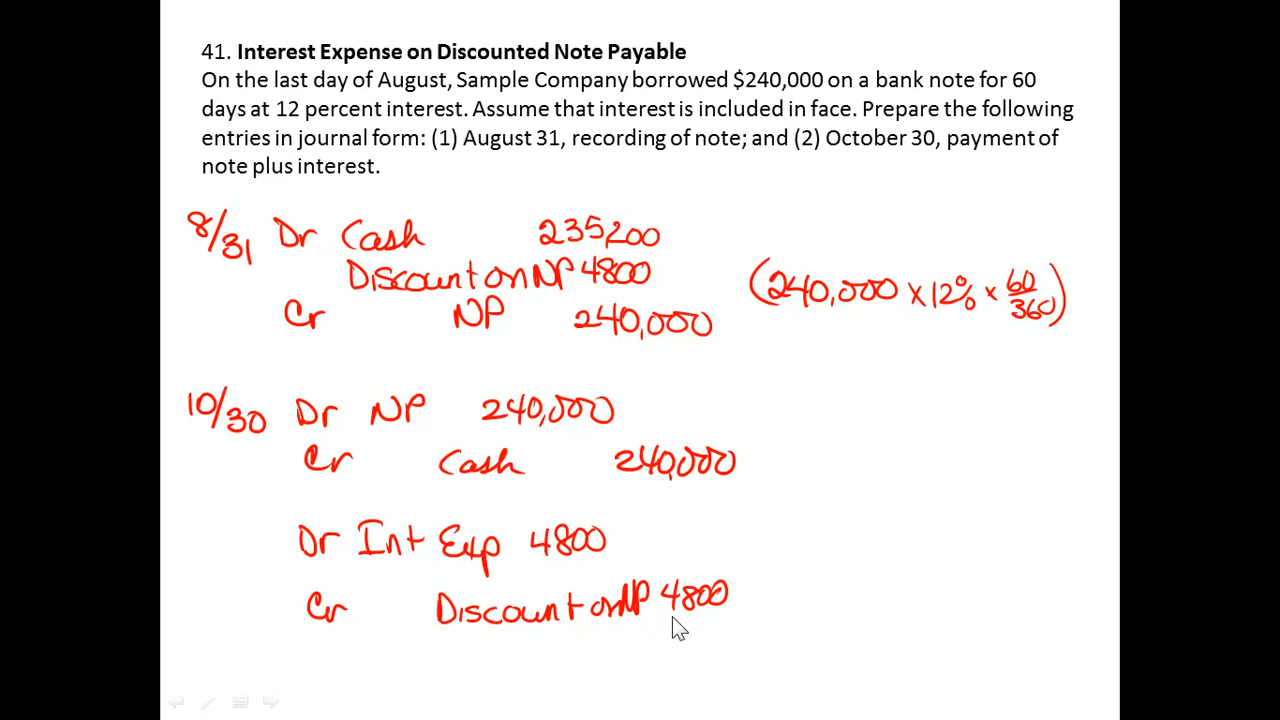 41. Interest Expense on Discounted Note Payable
On the last day of August, Sample Company borrowed $240,000 on a bank note for 60
days at 12 percent interest. Assume that interest is included in face. Prepare the following
entries in journal form: (1) August 31, recording of note; and (2) October 30, payment of
note plus interest.
8/31 Dr Cash 235,200
Discount on NP 4800 (240,000 x 12% x 60/360)
Cr NP 240,000
10/30 Dr NP 240,000
Cr Cash 240,000
Dr Int Exp 4800
Cr Discount on NP 4800